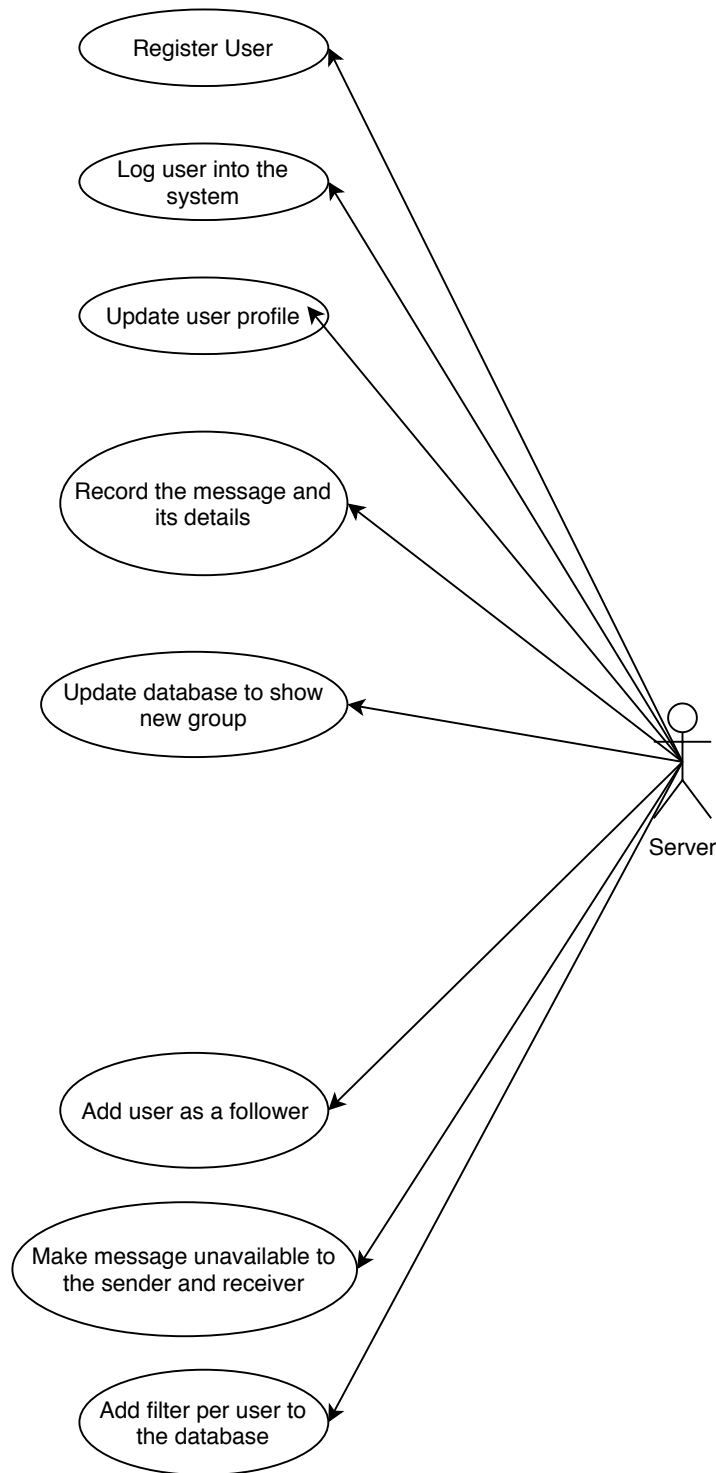 Register User
Log user into the
system
Update user profile
Record the message and
its details
Update database to show
new group
Server
Add user as a follower
Make message unavailable to
the sender and receiver
Add filter per user to
the database